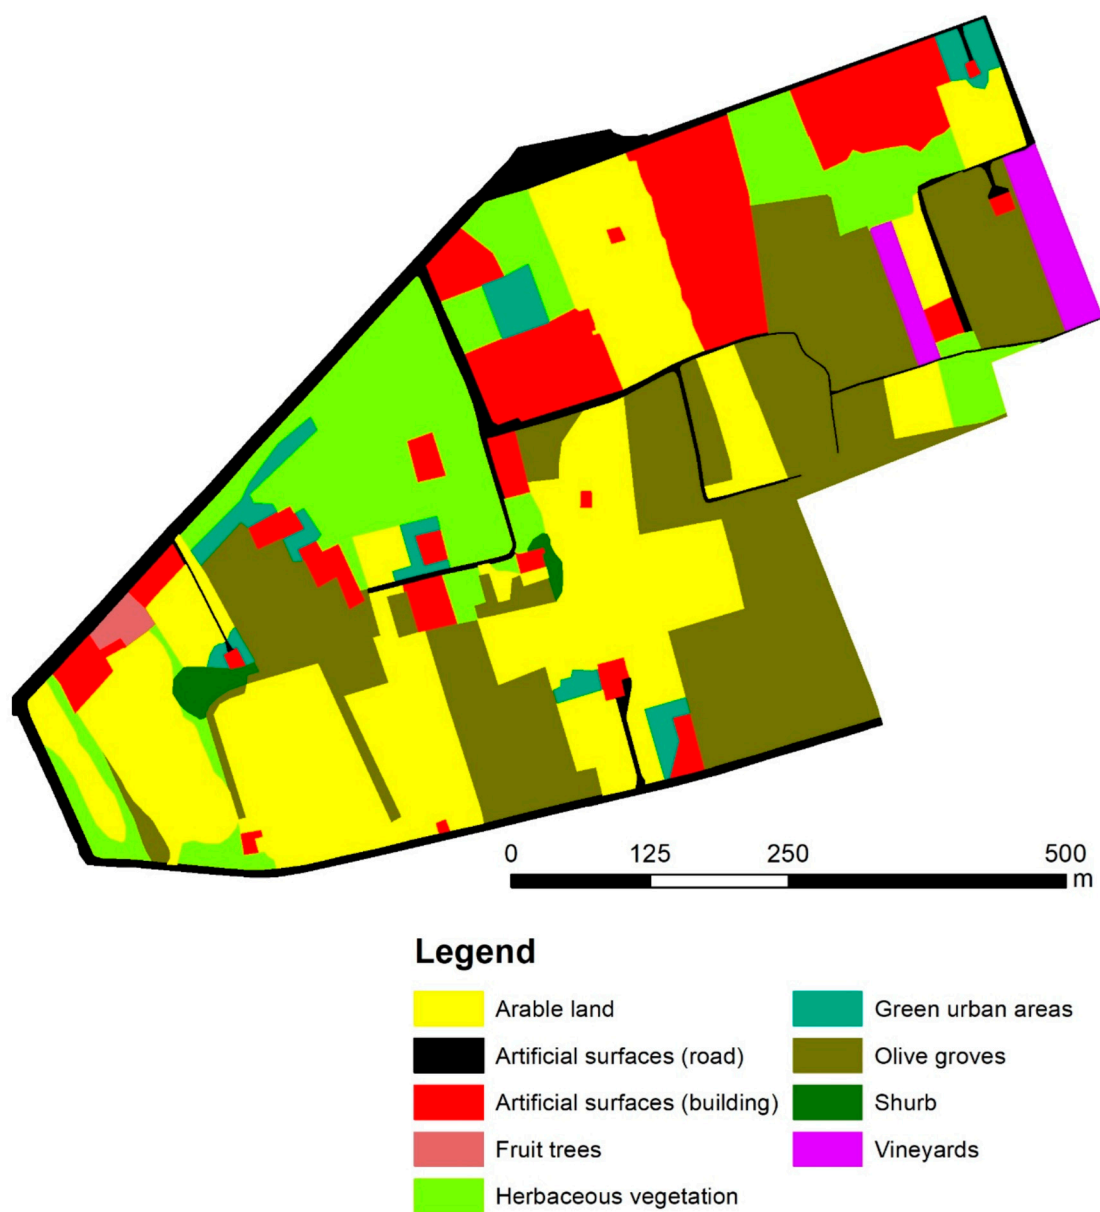 0 125 250 500
m
Legend
Arable land
Artificial surfaces (road)
Artificial surfaces (building)
Fruit trees
Herbaceous vegetation
Green urban areas
Olive groves
Shurb
Vineyards